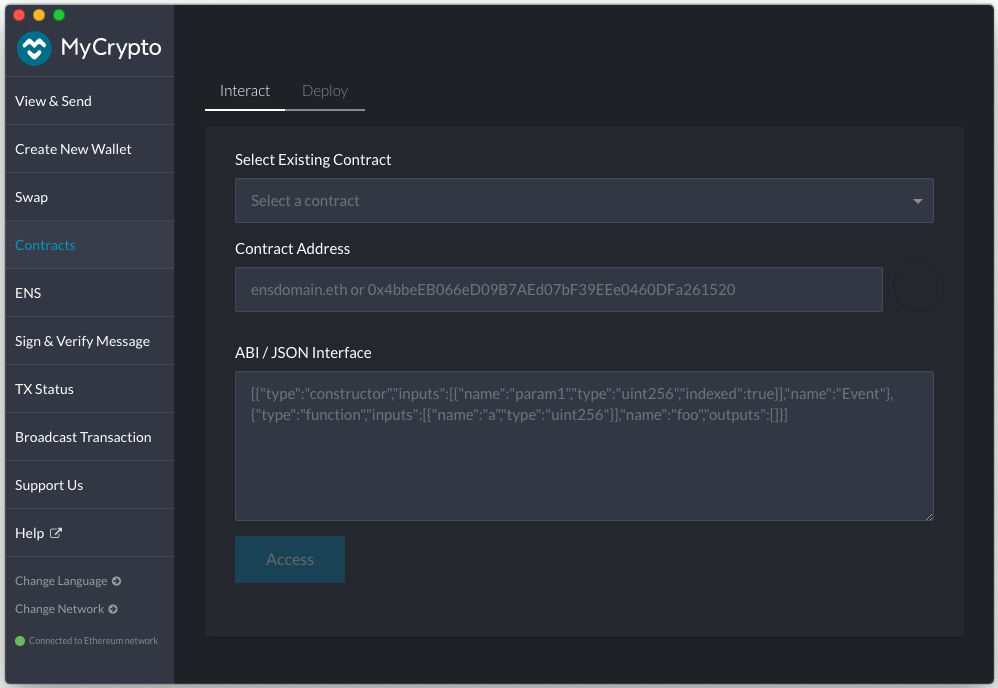 MyCrypto
View & Send
Create New Wallet
Swap
Contracts
ENS
Sign & Verify Message
TX Status
Broadcast Transaction
Support Us
Help
Change Language
Change Network
Connected to Ethereum network
Interact
Deploy
Select Existing Contract
Select a contract
Contract Address
ensdomain.eth or 0x4bbeEB066eD09B7AEd07bF39EEe0460DFa261520
ABI / JSON Interface
[{"type":"constructor","inputs":[{"name":"param1","type":"uint256","indexed":true}],"name":"Event"},
{"type":"function","inputs":[{"name":"a","type":"uint256"}],"name":"foo","outputs":[]}]
Access